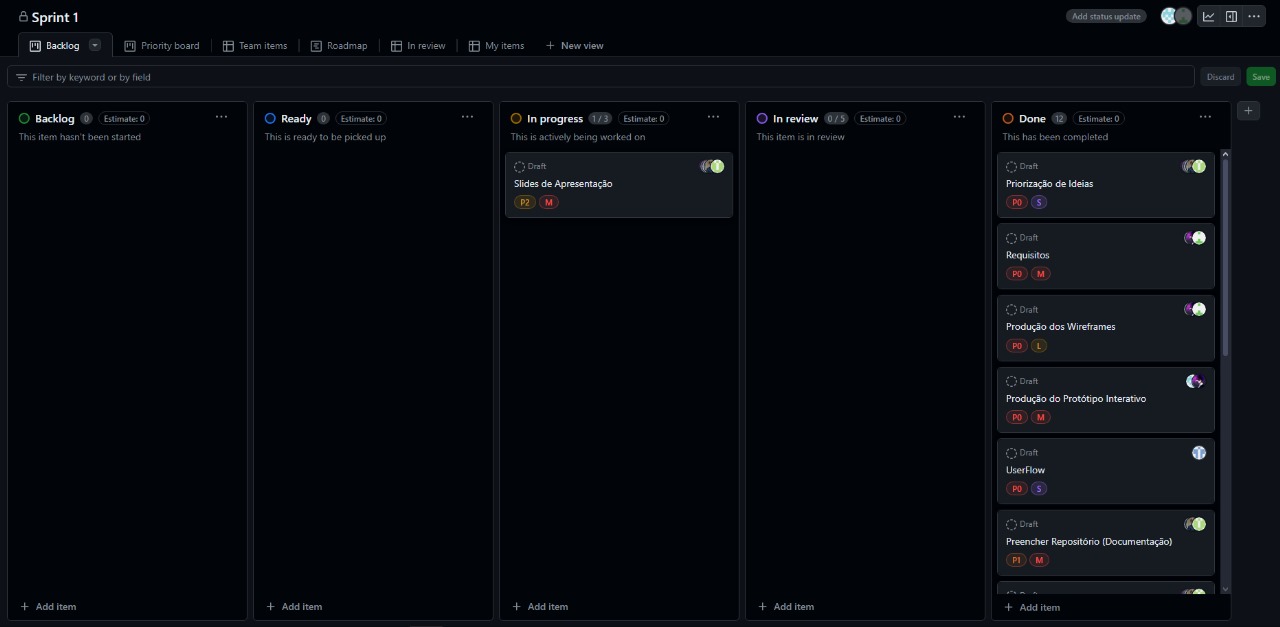 Sprint 1
Add status update
Backlog
Priority board
Team items
Roadmap
In review
My items
New view
Filter by keyword or by field
Discard
Save
Backlog 0 Estimate: 0
This item hasn't been started
Add item
Ready 0 Estimate: 0
This is ready to be picked up
Add item
In progress 1 / 3 Estimate: 0
This is actively being worked on
Draft
Slides de Apresentação
P2 M
Add item
In review 0 / 5 Estimate: 0
This item is in review
Add item
Done 12 Estimate: 0
This has been completed
Draft
Priorização de Ideias
P0 S
Draft
Requisitos
P0 M
Draft
Produção dos Wireframes
P0 L
Draft
Produção do Protótipo Interativo
P0 M
Draft
UserFlow
P0 S
Draft
Preencher Repositório (Documentação)
P1 M
Add item